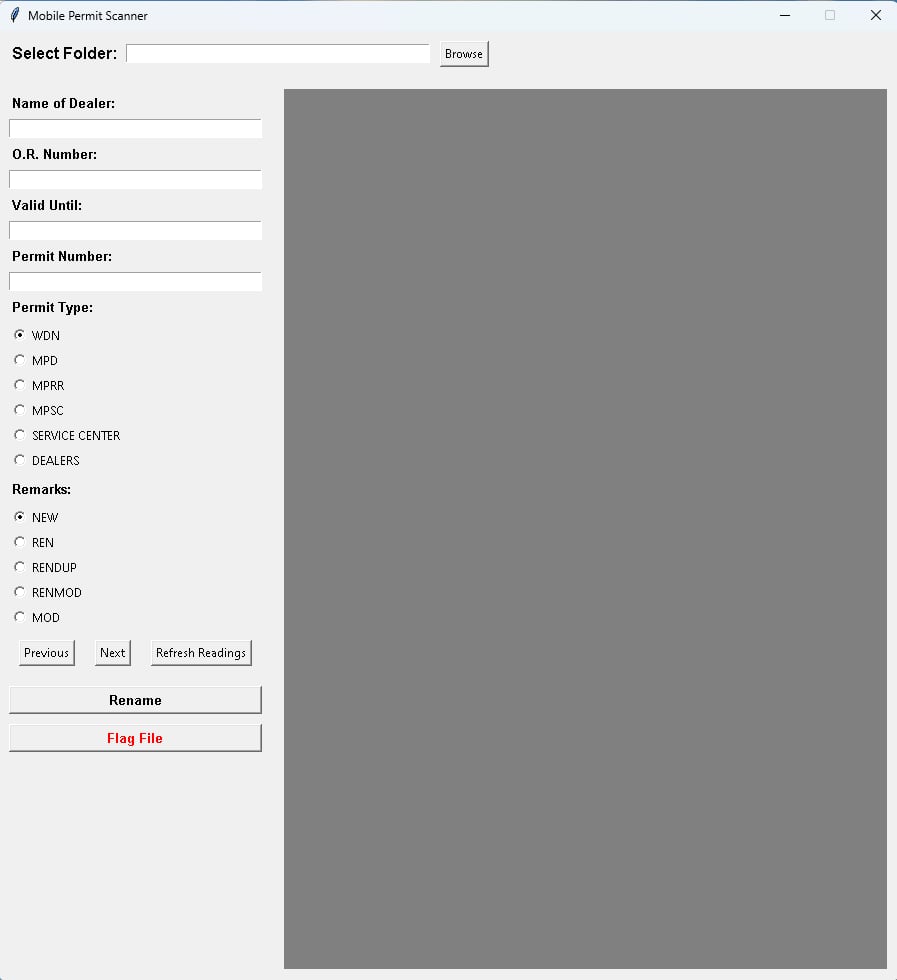 Mobile Permit Scanner
Select Folder: Browse
Name of Dealer:
O.R. Number:
Valid Until:
Permit Number:
Permit Type:
WDN
MPD
MPRR
MPSC
SERVICE CENTER
DEALERS
Remarks:
NEW
REN
RENDUP
RENMOD
MOD
Previous Next Refresh Readings
Rename
Flag File